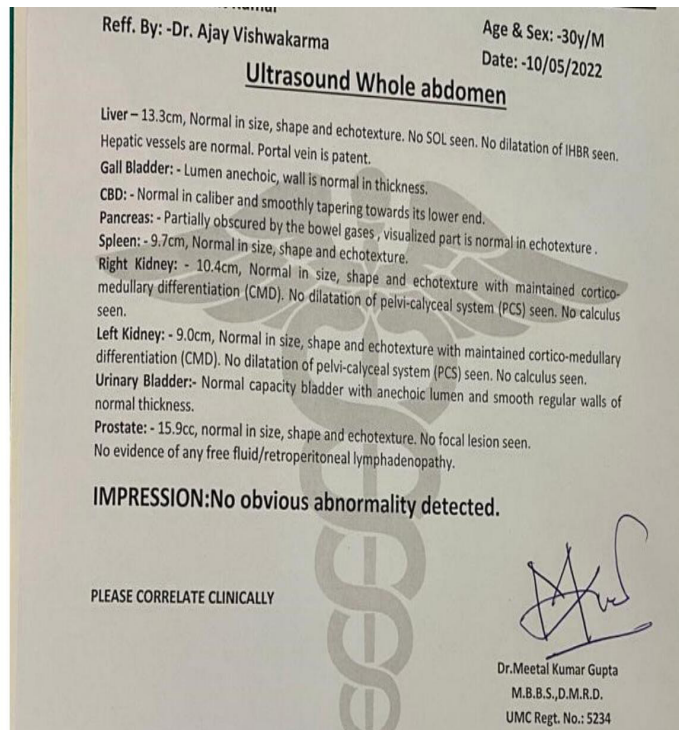 Reff. By: -Dr. Ajay Vishwakarma
Age & Sex: -30y/M
Date: -10/05/2022
Ultrasound Whole abdomen
Liver – 13.3cm, Normal in size, shape and echotexture. No SOL seen. No dilatation of IHBR seen.
Hepatic vessels are normal. Portal vein is patent.
Gall Bladder: - Lumen anechoic, wall is normal in thickness.
CBD: - Normal in caliber and smoothly tapering towards its lower end.
Pancreas: - Partially obscured by the bowel gases , visualized part is normal in echotexture .
Spleen: - 9.7cm, Normal in size, shape and echotexture.
Right Kidney: - 10.4cm, Normal in size, shape and echotexture with maintained cortico-
medullary differentiation (CMD). No dilatation of pelvi-calyceal system (PCS) seen. No calculus
seen.
Left Kidney: - 9.0cm, Normal in size, shape and echotexture with maintained cortico-medullary
differentiation (CMD). No dilatation of pelvi-calyceal system (PCS) seen. No calculus seen.
Urinary Bladder:- Normal capacity bladder with anechoic lumen and smooth regular walls of
normal thickness.
Prostate: - 15.9cc, normal in size, shape and echotexture. No focal lesion seen.
No evidence of any free fluid/retroperitoneal lymphadenopathy.
IMPRESSION:No obvious abnormality detected.
PLEASE CORRELATE CLINICALLY
Dr.Meetal Kumar Gupta
M.B.B.S.,D.M.R.D.
UMC Regt. No.: 5234